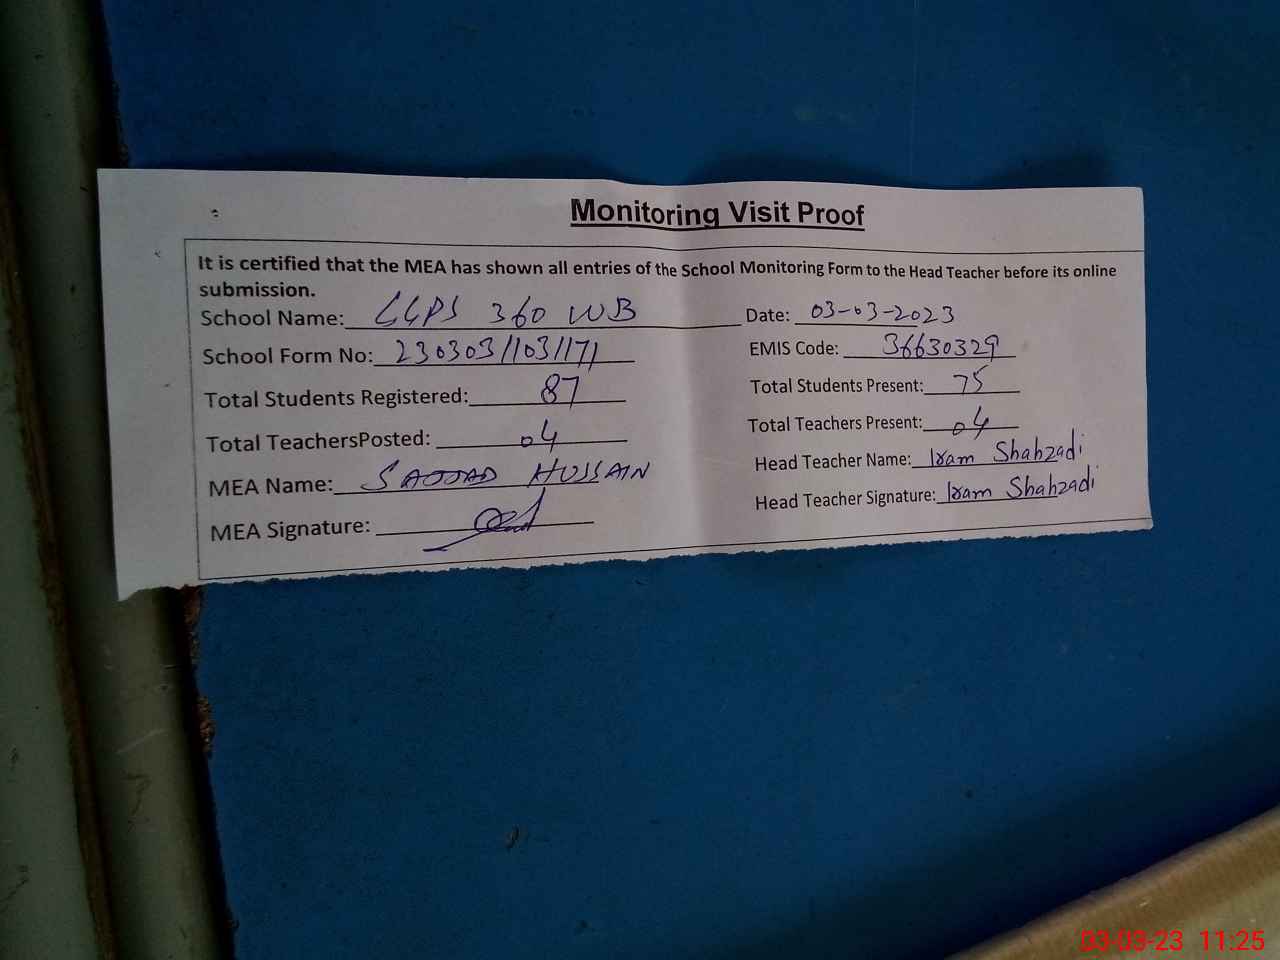 Monitoring Visit Proof
It is certified that the MEA has shown all entries of the School Monitoring Form to the Head Teacher before its online
submission.
School Name: GGPS 360 WB Date: 03-03-2023
School Form No: 230303/1031171 EMIS Code: 36630329
Total Students Registered: 87 Total Students Present: 75
Total TeachersPosted: 04 Total Teachers Present: 04
MEA Name: SAJJAD HUSSAIN Head Teacher Name: Iram Shahzadi
MEA Signature: Head Teacher Signature: Iram Shahzadi
03-03-23 11:25